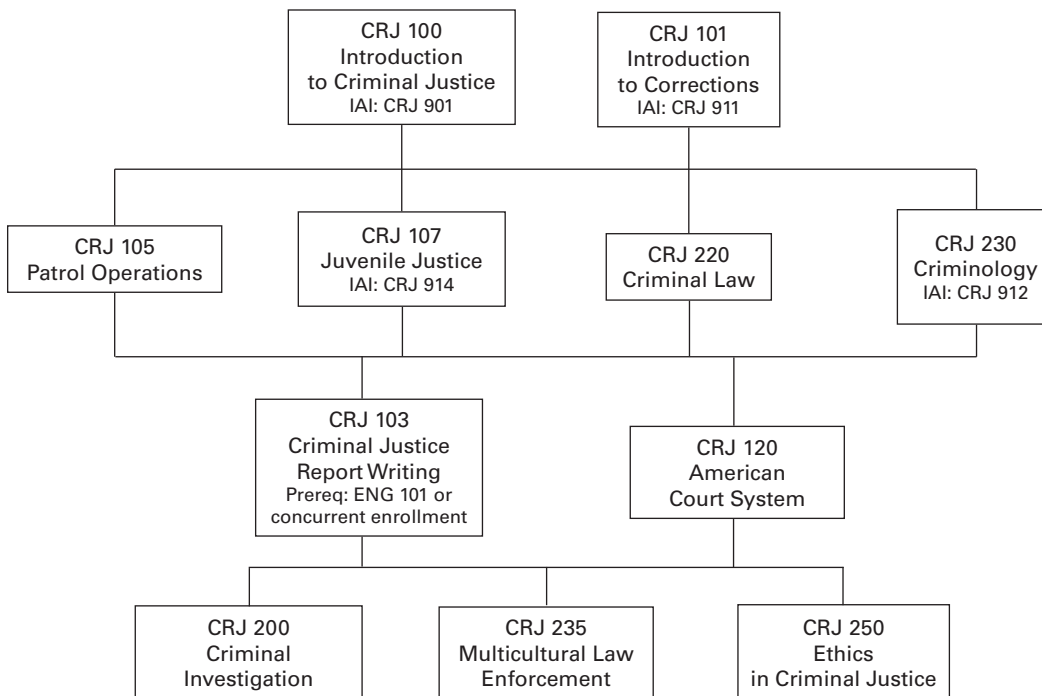 CRJ 100
Introduction
to Criminal Justice
IAI: CRJ 901
CRJ 101
Introduction
to Corrections
IAI: CRJ 911
CRJ 105
Patrol Operations
CRJ 107
Juvenile Justice
IAI: CRJ 914
CRJ 220
Criminal Law
CRJ 230
Criminology
IAI: CRJ 912
CRJ 103
Criminal Justice
Report Writing
Prereq: ENG 101 or
concurrent enrollment
CRJ 120
American
Court System
CRJ 200
Criminal
Investigation
CRJ 235
Multicultural Law
Enforcement
CRJ 250
Ethics
in Criminal Justice